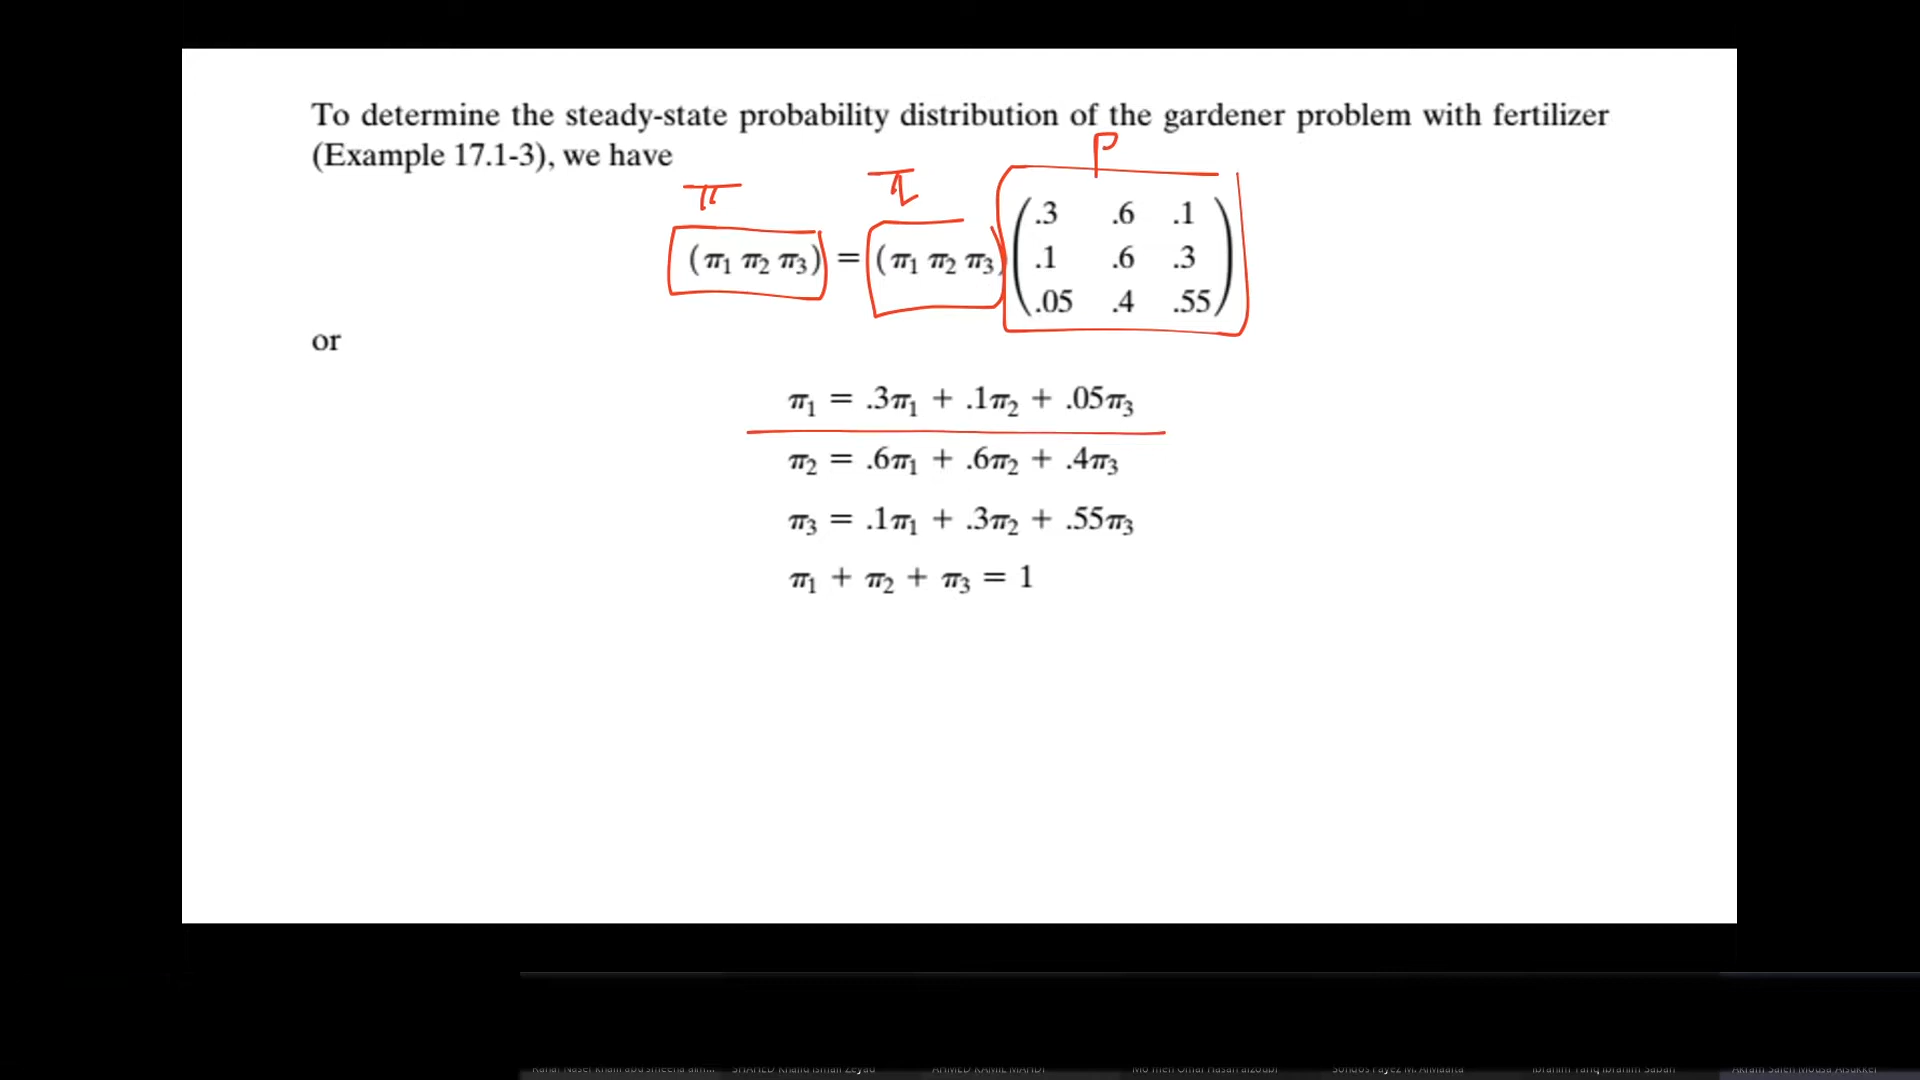 To determine the steady-state probability distribution of the gardener problem with fertilizer
(Example 17.1-3), we have
P
π π
(π₁ π₂ π₃) = (π₁ π₂ π₃)
.3 .6 .1
.1 .6 .3
.05 .4 .55
or
π₁ = .3π₁ + .1π₂ + .05π₃
π₂ = .6π₁ + .6π₂ + .4π₃
π₃ = .1π₁ + .3π₂ + .55π₃
π₁ + π₂ + π₃ = 1